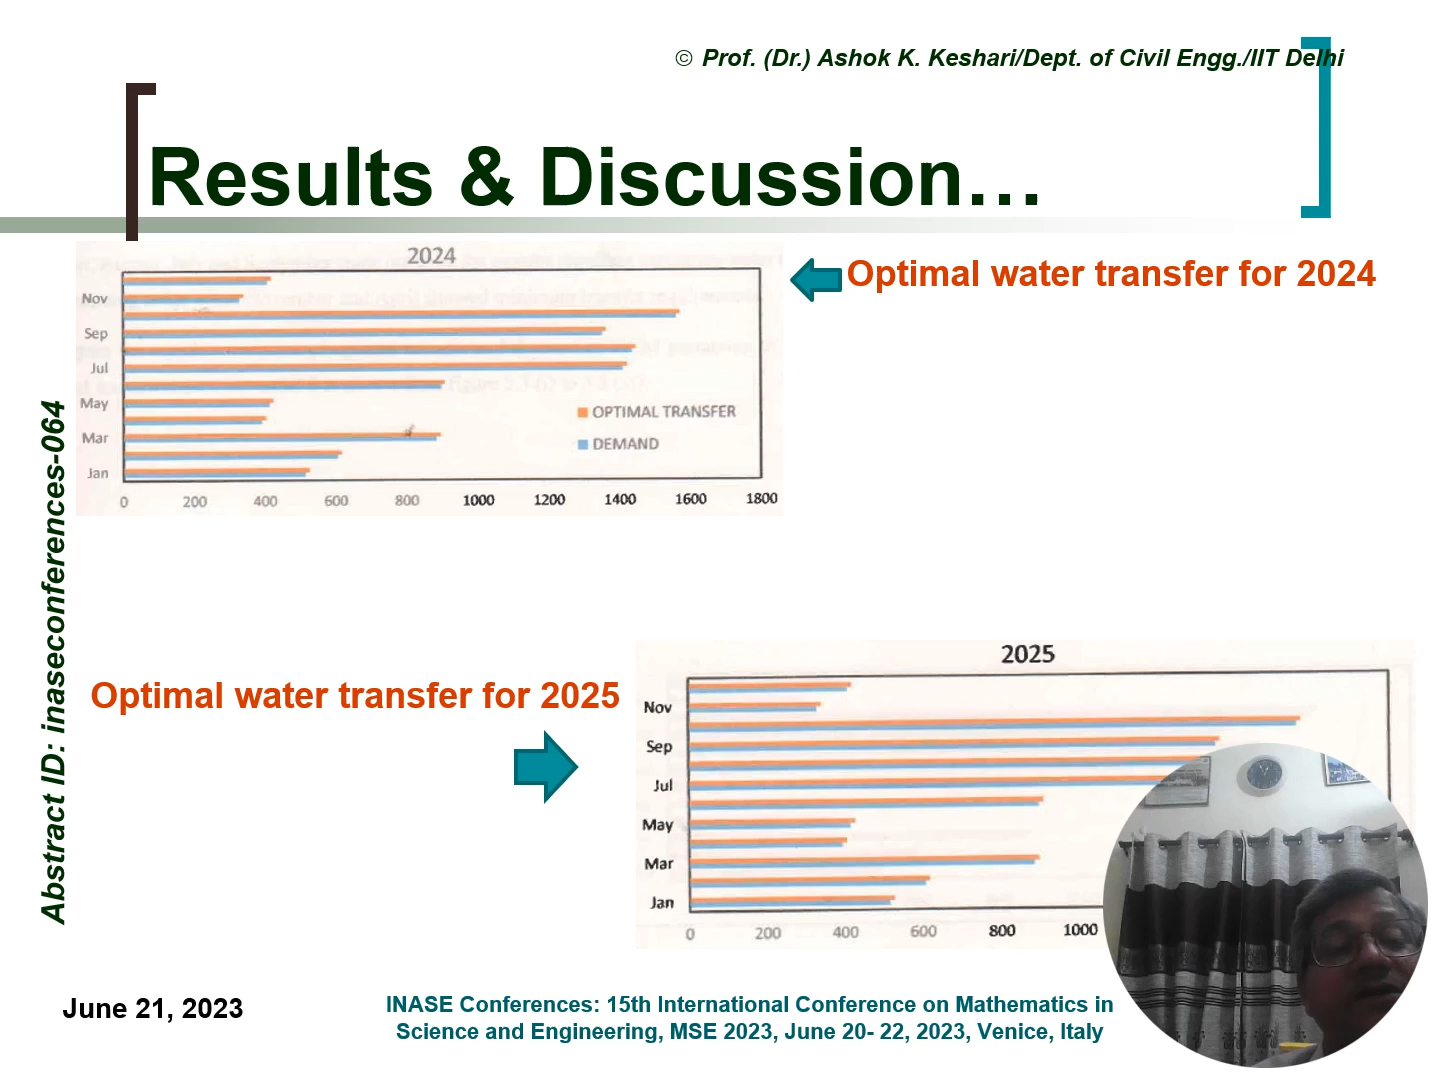 © Prof. (Dr.) Ashok K. Keshari/Dept. of Civil Engg./IIT Delhi
Results & Discussion…
2024
Nov
Sep
Jul
May
Mar
Jan
OPTIMAL TRANSFER
DEMAND
0 200 400 600 800 1000 1200 1400 1600 1800
Optimal water transfer for 2024
Abstract ID: inaseconferences-064
Optimal water transfer for 2025
2025
Nov
Sep
Jul
May
Mar
Jan
0 200 400 600 800 1000
June 21, 2023
INASE Conferences: 15th International Conference on Mathematics in
Science and Engineering, MSE 2023, June 20- 22, 2023, Venice, Italy